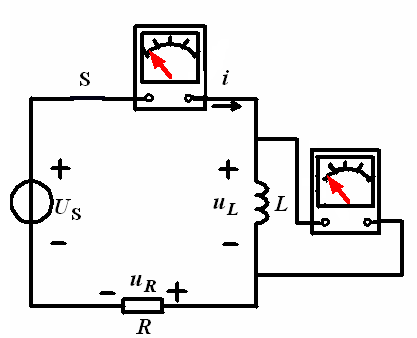 S i
+ + 
U_S u_L L
− −
− u_R +
R